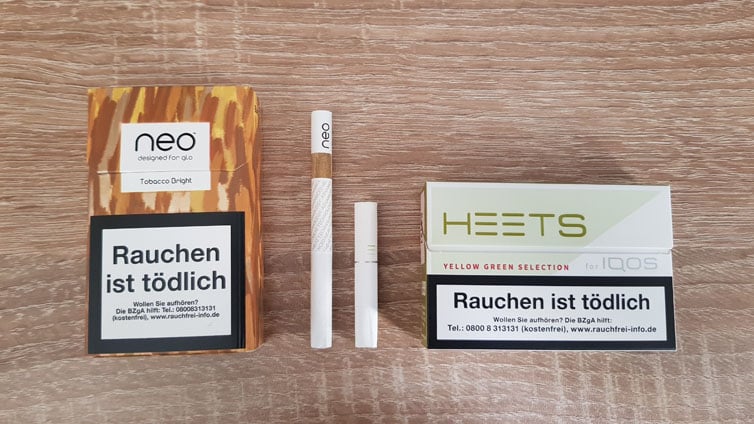 neo™
designed for glo
Tobacco Bright
Rauchen
ist tödlich
Wollen Sie aufhören?
Die BZgA hilft: Tel.: 08008313131
(kostenfrei), www.rauchfrei-info.de
neo
HEETS
YELLOW GREEN SELECTION
for IQOS
Rauchen ist tödlich
Wollen Sie aufhören? Die BZgA hilft:
Tel.: 0800 8 313131 (kostenfrei), www.rauchfrei-info.de